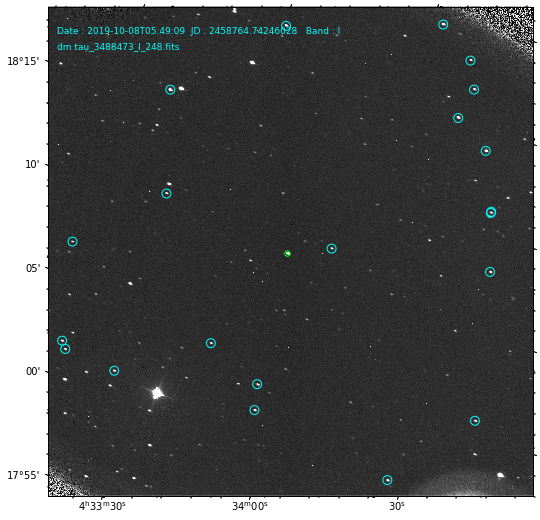 Date : 2019-10-08T05:49:09 JD : 2458764.74246028 Band : I
dm tau_3488473_I_248.fits
18°15'
10'
05'
00'
17°55'
4ʰ33ᵐ30ˢ 34ᵐ00ˢ 30ˢ